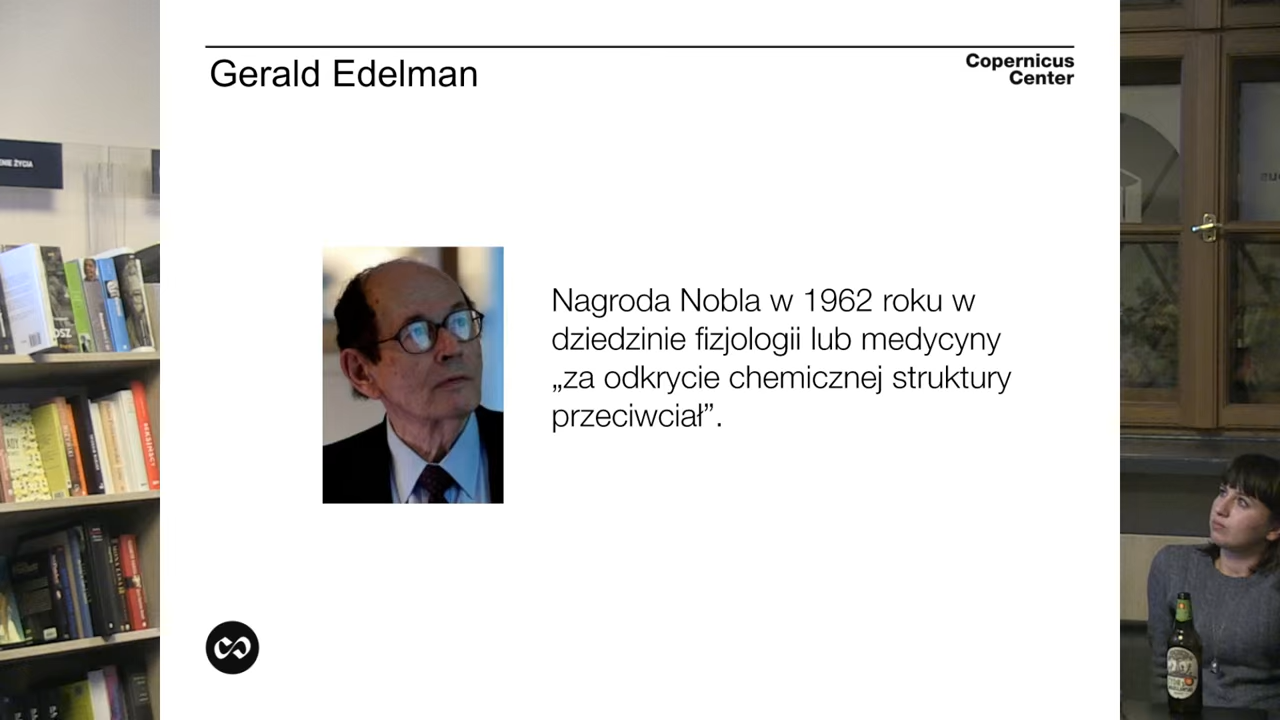 Gerald Edelman
Copernicus
Center
Nagroda Nobla w 1962 roku w
dziedzinie fizjologii lub medycyny
„za odkrycie chemicznej struktury
przeciwciał”.